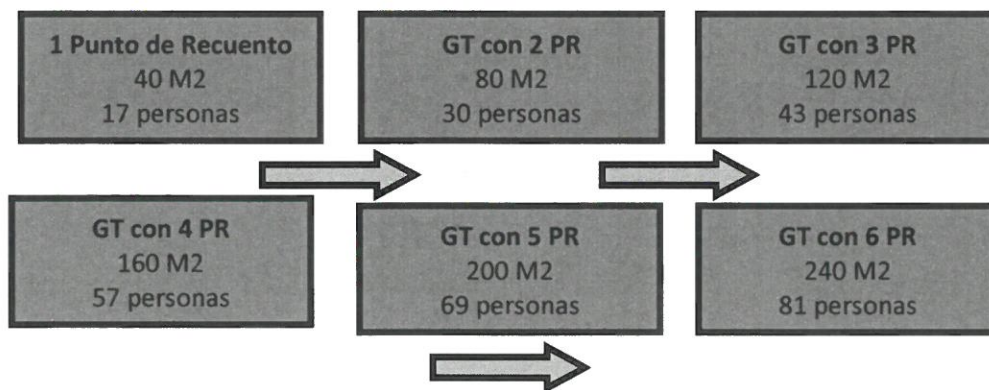 1 Punto de Recuento
40 M2
17 personas
GT con 2 PR
80 M2
30 personas
GT con 3 PR
120 M2
43 personas
GT con 4 PR
160 M2
57 personas
GT con 5 PR
200 M2
69 personas
GT con 6 PR
240 M2
81 personas